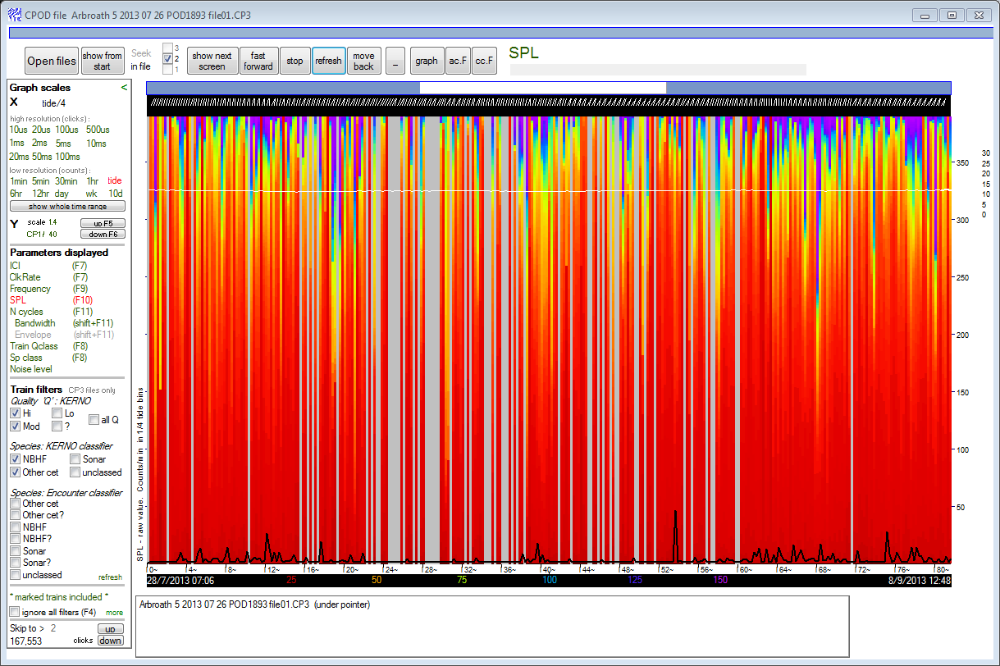 CPOD file Arbroath 5 2013 07 26 POD1893 file01.CP3
Open files
show from start
Seek in file
3
2
1
show next screen
fast forward
stop
refresh
move back
_
graph
ac.F
cc.F
SPL
Graph scales <
X tide/4
high resolution (clicks) :
10us 20us 100us 500us
1ms 2ms 5ms 10ms
20ms 50ms 100ms
low resolution (counts) :
1min 5min 30min 1hr tide
6hr 12hr day wk 10d
show whole time range
Y scale 1.4 up F5
CP1/ 40 down F6
Parameters displayed
ICI (F7)
ClkRate (F7)
Frequency (F9)
SPL (F10)
N cycles (F11)
Bandwidth (shift+F11)
Envelope (shift+F11)
Train Qclass (F8)
Sp class (F8)
Noise level
Train filters CP3 files only
Quality 'Q' : KERNO
Hi Lo
all Q
Mod ?
Species: KERNO classifier
NBHF Sonar
Other cet unclassed
Species: Encounter classifier
Other cet
Other cet?
NBHF
NBHF?
Sonar
Sonar?
unclassed
refresh
* marked trains included *
ignore all filters (F4) more
Skip to > 2 up
167,553 clicks down
SPL - raw value. Counts/min in 1/4 tide bins
350
300
250
200
150
100
50
30
25
20
15
10
5
0
0~ 4~ 8~ 12~ 16~ 20~ 24~ 28~ 32~ 36~ 40~ 44~ 48~ 52~ 56~ 60~ 64~ 68~ 72~ 76~ 80~
28/7/2013 07:06 25 50 75 100 125 150 8/9/2013 12:48
Arbroath 5 2013 07 26 POD1893 file01.CP3 (under pointer)